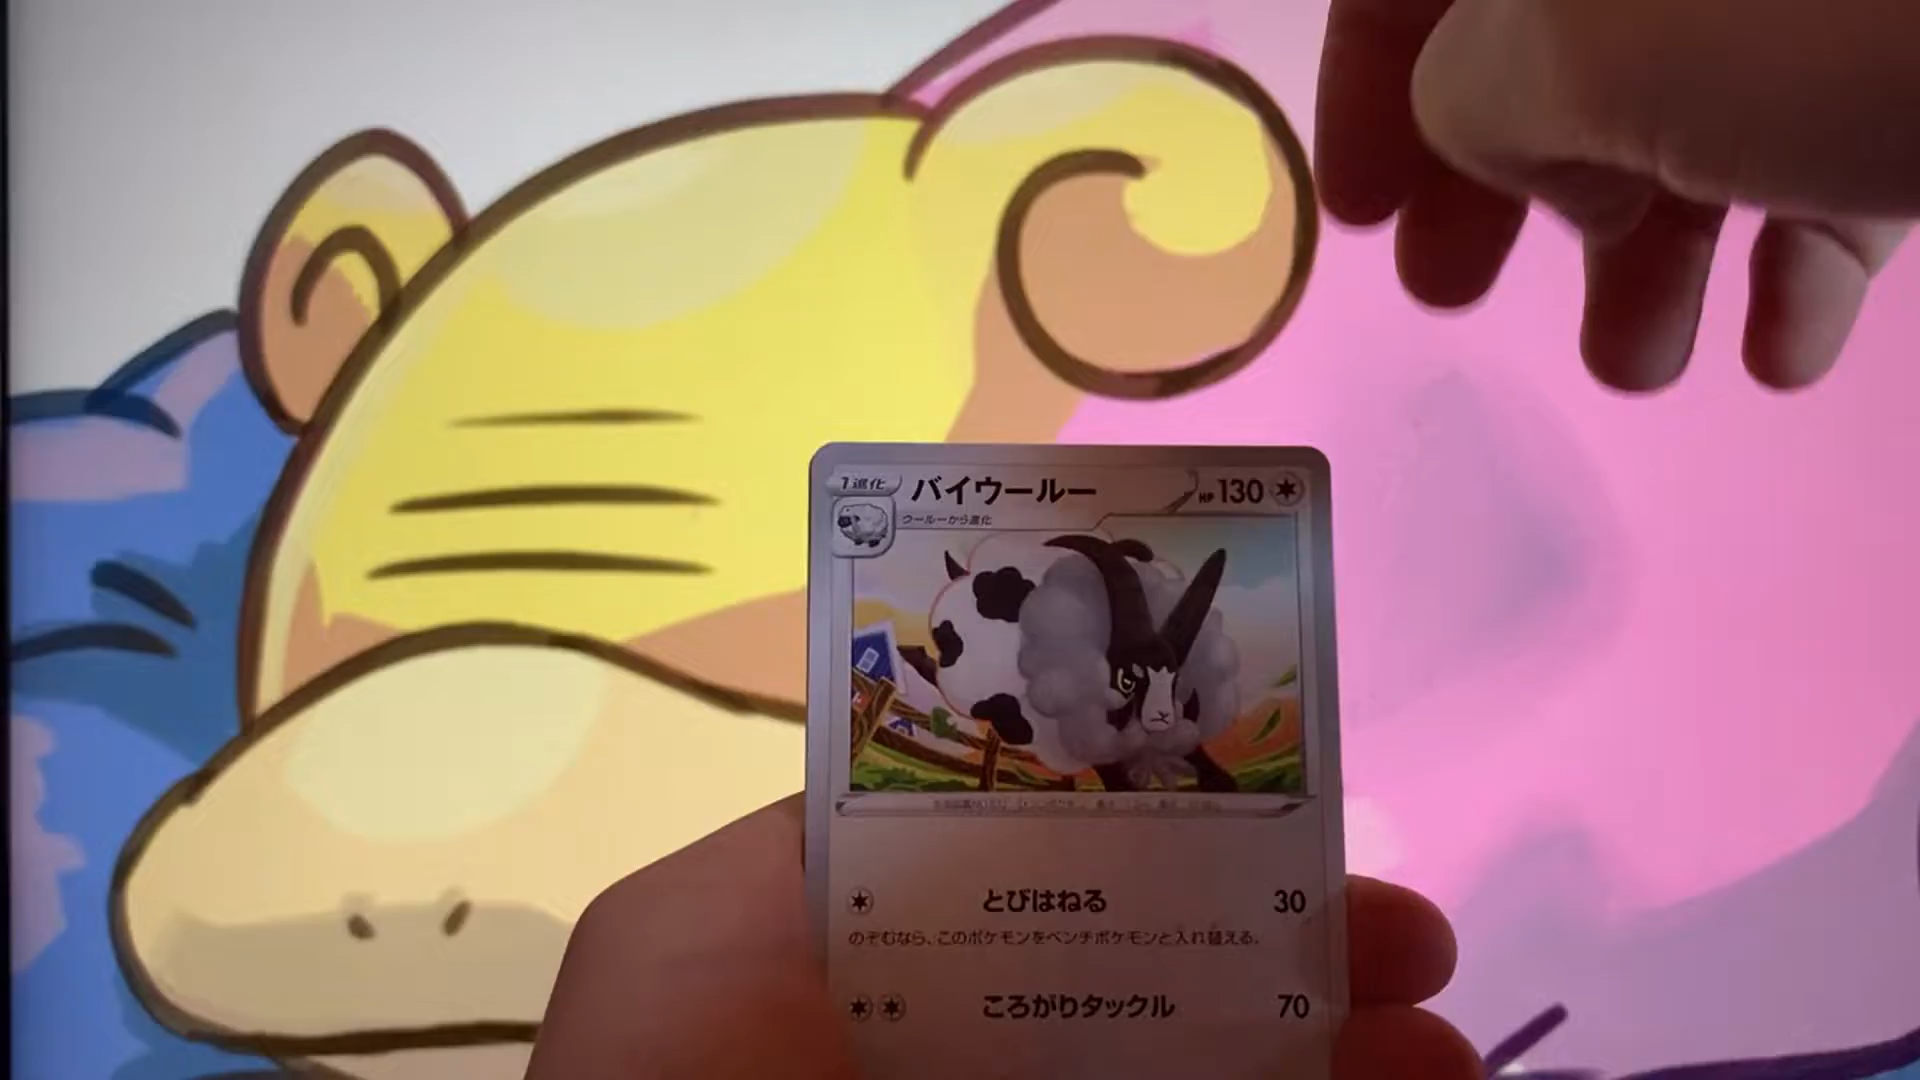 1進化 バイウールー HP130
ウールーから進化
とびはねる 30
のぞむなら、このポケモンをベンチポケモンと入れ替える。
ころがりタックル 70